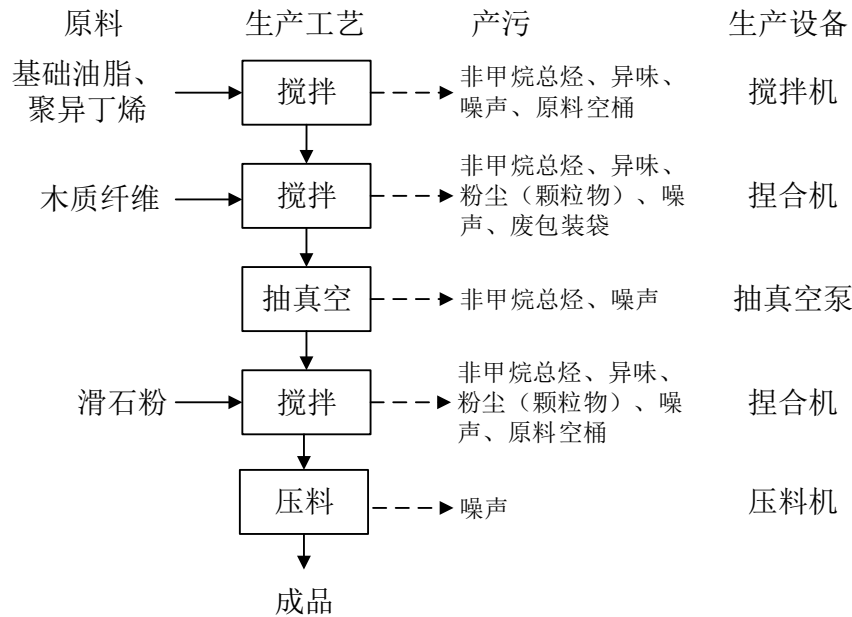 原料 生产工艺 产污 生产设备
基础油脂、
聚异丁烯
搅拌
非甲烷总烃、异味、
噪声、原料空桶
搅拌机
木质纤维
搅拌
非甲烷总烃、异味、
粉尘（颗粒物）、噪
声、废包装袋
捏合机
抽真空
非甲烷总烃、噪声
抽真空泵
滑石粉
搅拌
非甲烷总烃、异味、
粉尘（颗粒物）、噪
声、原料空桶
捏合机
压料
噪声
压料机
成品